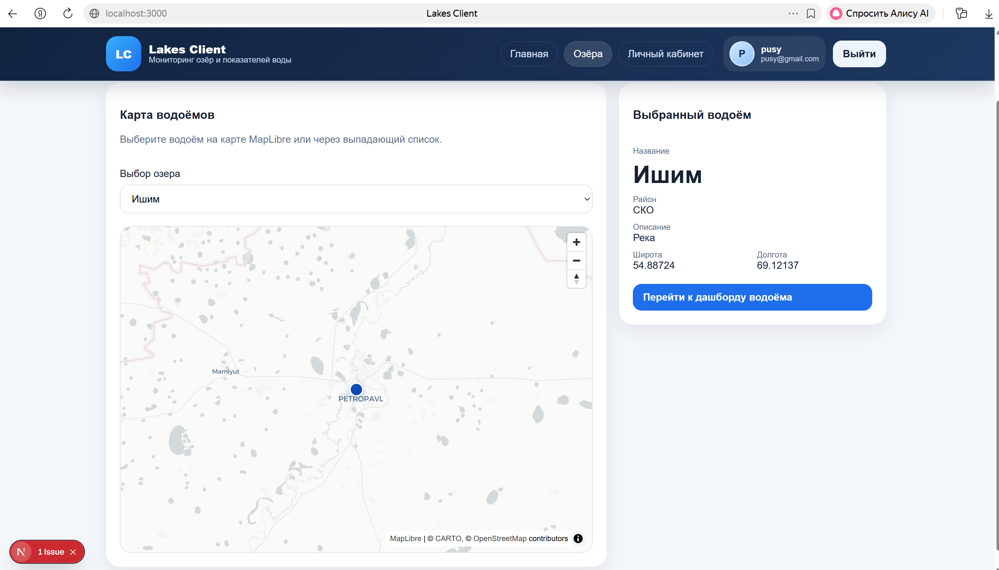 localhost:3000
Lakes Client
Спросить Алису AI
LC
Lakes Client
Мониторинг озёр и показателей воды
Главная
Озёра
Личный кабинет
P
pusy
pusy@gmail.com
Выйти
Карта водоёмов
Выберите водоём на карте MapLibre или через выпадающий список.
Выбор озера
Ишим
Mamlyut
PETROPAVL
MapLibre | © CARTO, © OpenStreetMap contributors
Выбранный водоём
Название
Ишим
Район
СКО
Описание
Река
Широта
54.88724
Долгота
69.12137
Перейти к дашборду водоёма
N
1 Issue